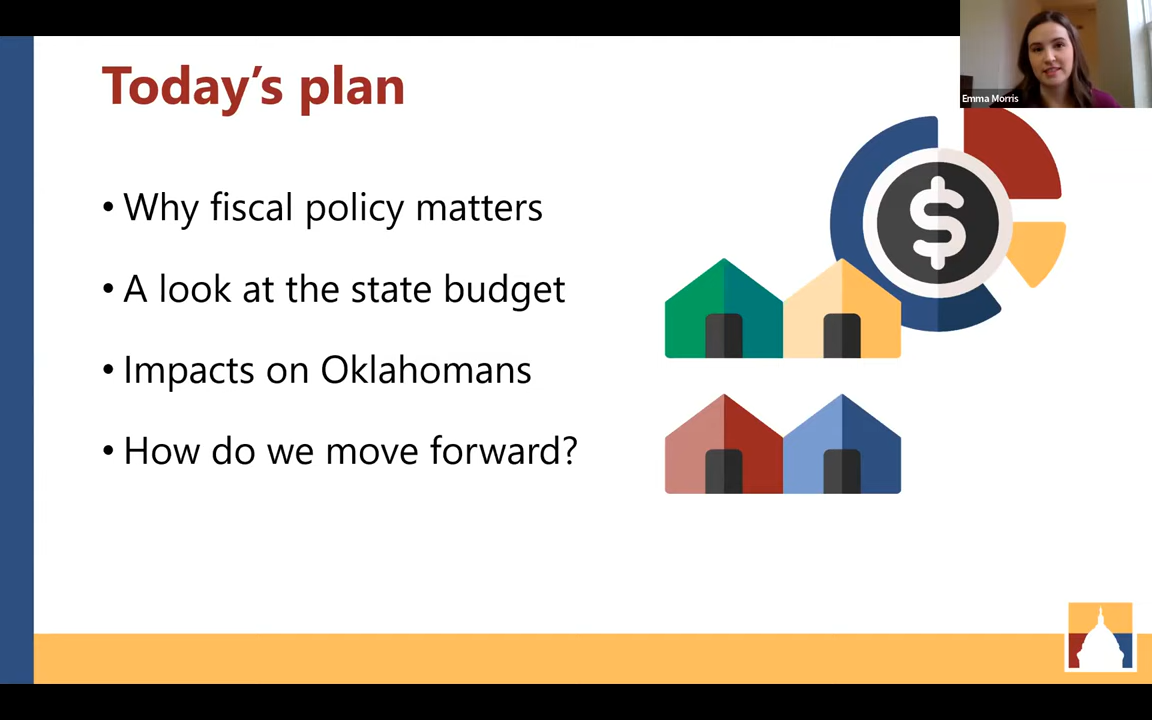 Today’s plan
Emma Morris
• Why fiscal policy matters
• A look at the state budget
• Impacts on Oklahomans
• How do we move forward?
$